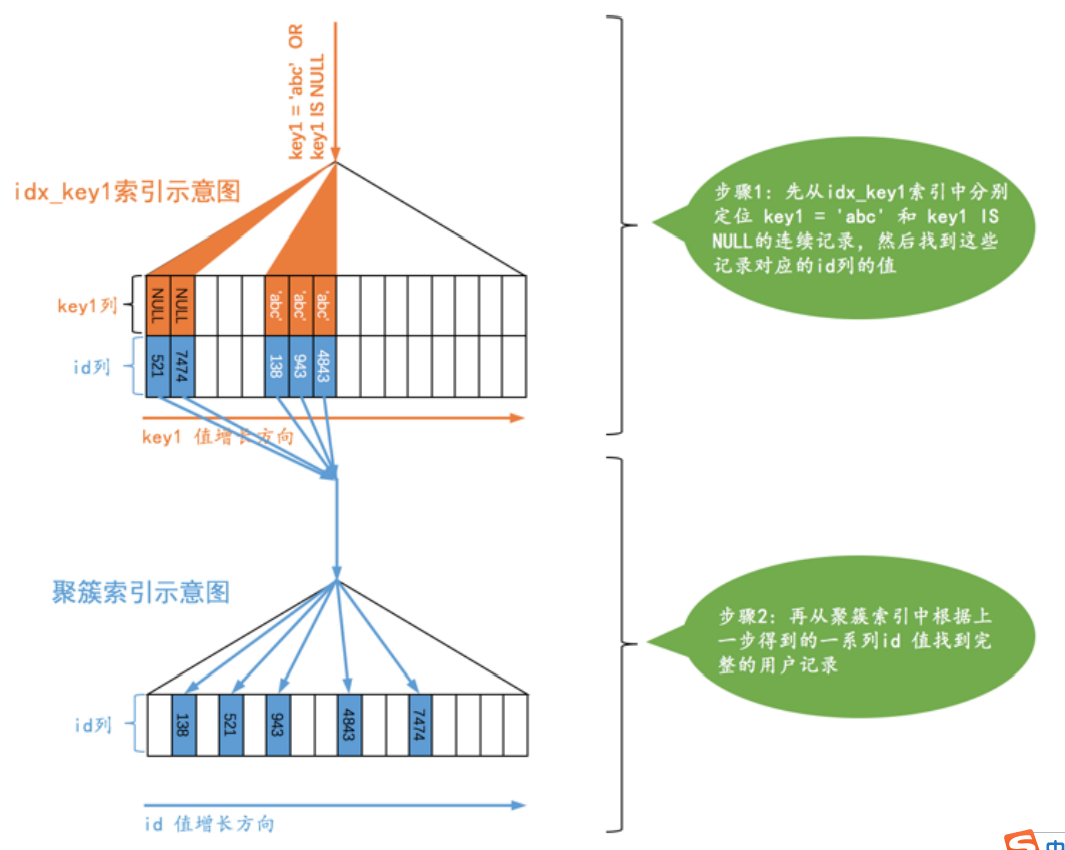 key1 = 'abc' OR
key1 IS NULL
idx_key1索引示意图
步骤1: 先从idx_key1索引中分别
定位 key1 = 'abc' 和 key1 IS
NULL的连续记录，然后找到这些
记录对应的id列的值
key1列
NULL
NULL
'abc'
'abc'
'abc'
id列
521
7474
138
943
4843
key1 值增长方向
聚簇索引示意图
步骤2: 再从聚簇索引中根据上
一步得到的一系列id 值找到完
整的用户记录
id列
138
521
943
4843
7474
id 值增长方向